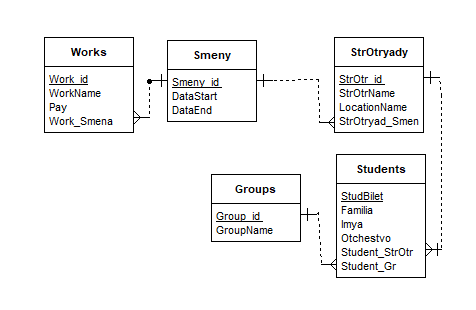 Works
Work_id
WorkName
Pay
Work_Smena
Smeny
Smeny_id
DataStart
DataEnd
StrOtryady
StrOtr_id
StrOtrName
LocationName
StrOtryad_Smen
Groups
Group_id
GroupName
Students
StudBilet
Familia
Imya
Otchestvo
Student_StrOtr
Student_Gr